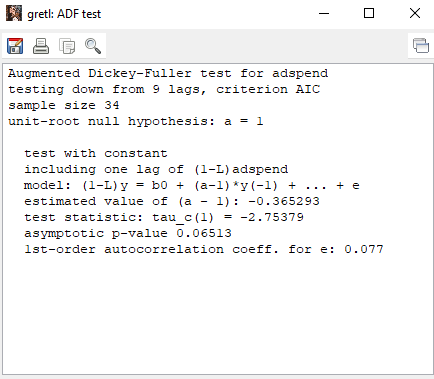 gretl: ADF test
Augmented Dickey-Fuller test for adspend
testing down from 9 lags, criterion AIC
sample size 34
unit-root null hypothesis: a = 1
test with constant
including one lag of (1-L)adspend
model: (1-L)y = b0 + (a-1)*y(-1) + ... + e
estimated value of (a - 1): -0.365293
test statistic: tau_c(1) = -2.75379
asymptotic p-value 0.06513
1st-order autocorrelation coeff. for e: 0.077